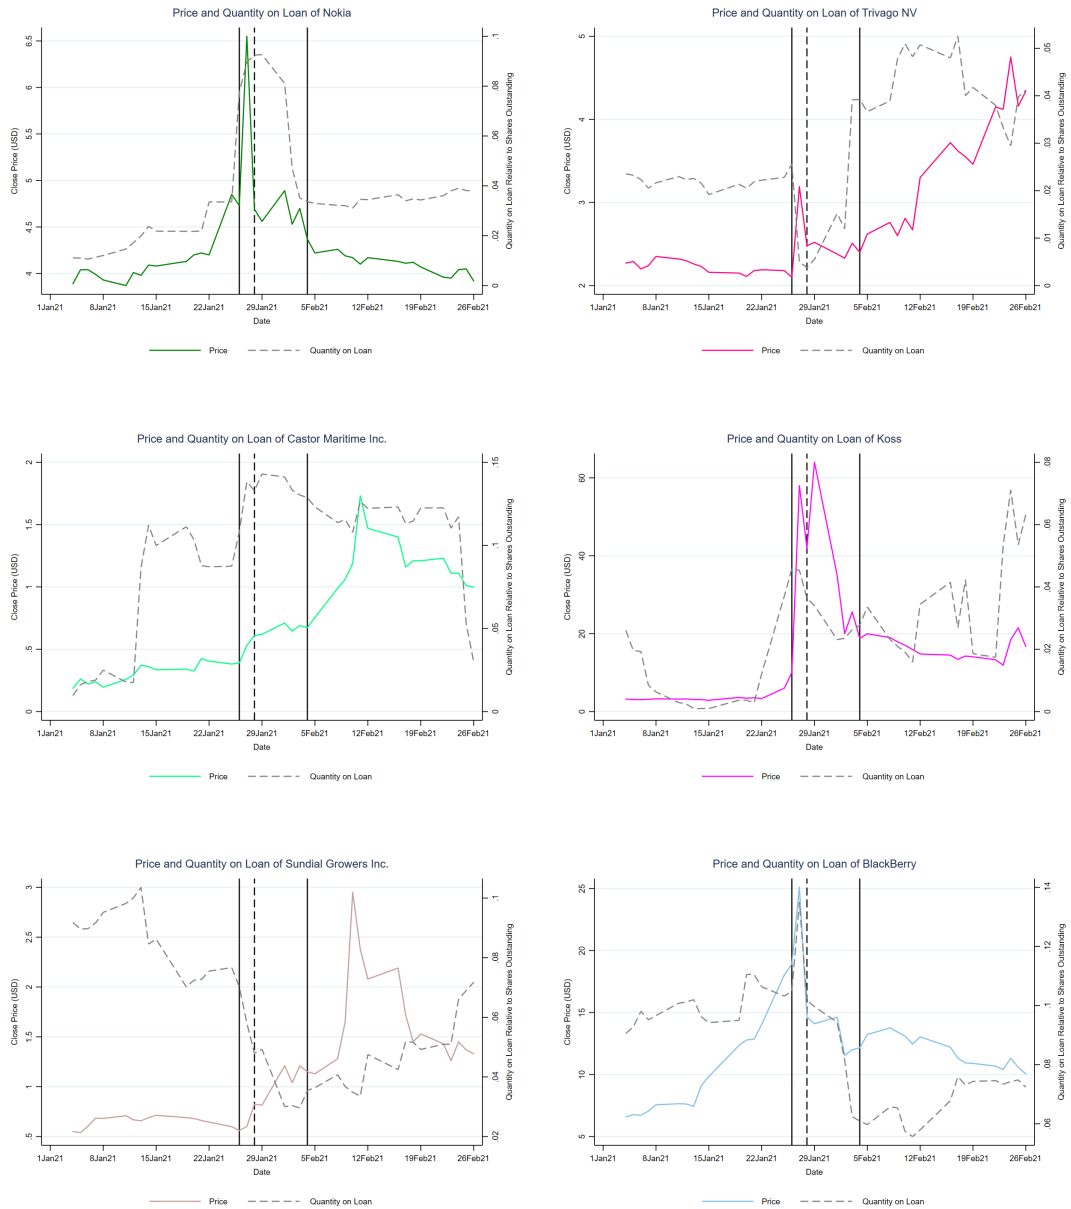 Price and Quantity on Loan of Nokia
Close Price (USD)
6.5
6
5.5
5
4.5
4
.1
.08
.06
.04
.02
0
Quantity on Loan Relative to Shares Outstanding
1Jan21 8Jan21 15Jan21 22Jan21 29Jan21 5Feb21 12Feb21 19Feb21 26Feb21
Date
Price Quantity on Loan
Price and Quantity on Loan of Trivago NV
Close Price (USD)
5
4
3
2
.05
.04
.03
.02
.01
0
Quantity on Loan Relative to Shares Outstanding
1Jan21 8Jan21 15Jan21 22Jan21 29Jan21 5Feb21 12Feb21 19Feb21 26Feb21
Date
Price Quantity on Loan
Price and Quantity on Loan of Castor Maritime Inc.
Close Price (USD)
2
1.5
1
.5
0
.15
.1
.05
0
Quantity on Loan Relative to Shares Outstanding
1Jan21 8Jan21 15Jan21 22Jan21 29Jan21 5Feb21 12Feb21 19Feb21 26Feb21
Date
Price Quantity on Loan
Price and Quantity on Loan of Koss
Close Price (USD)
60
40
20
0
.08
.06
.04
.02
0
Quantity on Loan Relative to Shares Outstanding
1Jan21 8Jan21 15Jan21 22Jan21 29Jan21 5Feb21 12Feb21 19Feb21 26Feb21
Date
Price Quantity on Loan
Price and Quantity on Loan of Sundial Growers Inc.
Close Price (USD)
3
2.5
2
1.5
1
.5
.1
.08
.06
.04
.02
Quantity on Loan Relative to Shares Outstanding
1Jan21 8Jan21 15Jan21 22Jan21 29Jan21 5Feb21 12Feb21 19Feb21 26Feb21
Date
Price Quantity on Loan
Price and Quantity on Loan of BlackBerry
Close Price (USD)
25
20
15
10
5
.14
.12
.1
.08
.06
Quantity on Loan Relative to Shares Outstanding
1Jan21 8Jan21 15Jan21 22Jan21 29Jan21 5Feb21 12Feb21 19Feb21 26Feb21
Date
Price Quantity on Loan